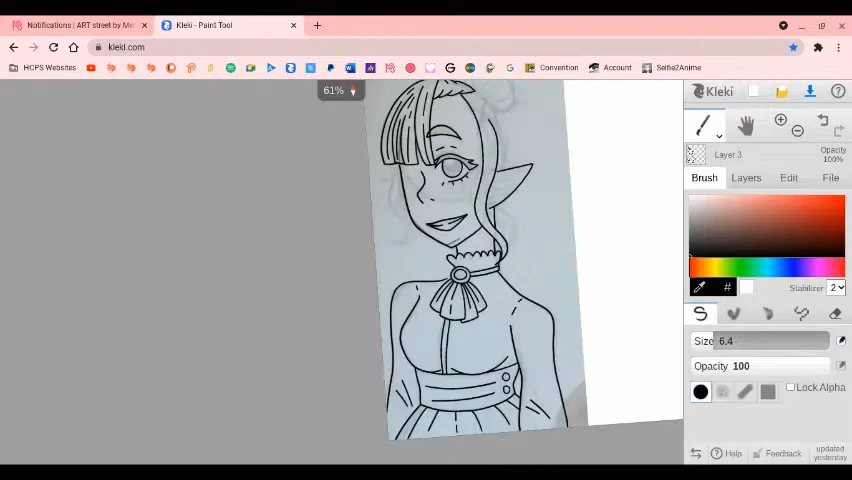 Notifications | ART street by Me
Kleki - Paint Tool
kleki.com
HCPS Websites
Convention
Account
Selfie2Anime
61%
Kleki
Layer 3
Opacity
100%
Brush
Layers
Edit
File
#
Stabilizer 2
Size 6.4
Opacity 100
Lock Alpha
Help
Feedback
updated
yesterday